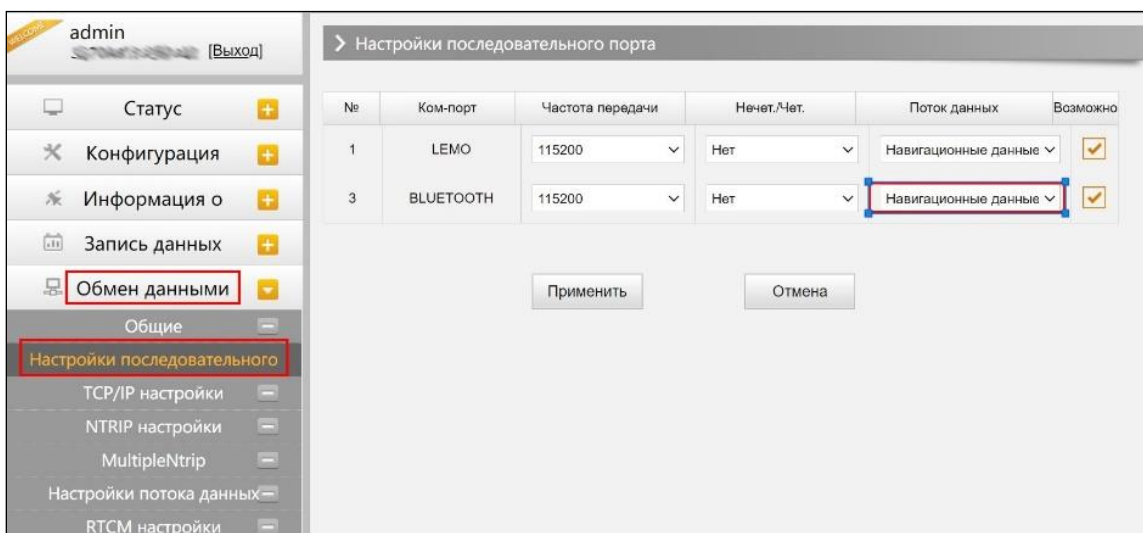 WELCOME
admin
[Выход]
Статус
Конфигурация
Информация о
Запись данных
Обмен данными
Общие
Настройки последовательного
TCP/IP настройки
NTRIP настройки
MultipleNtrip
Настройки потока данных
RTCM настройки
Настройки последовательного порта
№ Ком-порт Частота передачи Нечет./Чет. Поток данных Возможно
1 LEMO 115200 Нет Навигационные данные
3 BLUETOOTH 115200 Нет Навигационные данные
Применить Отмена